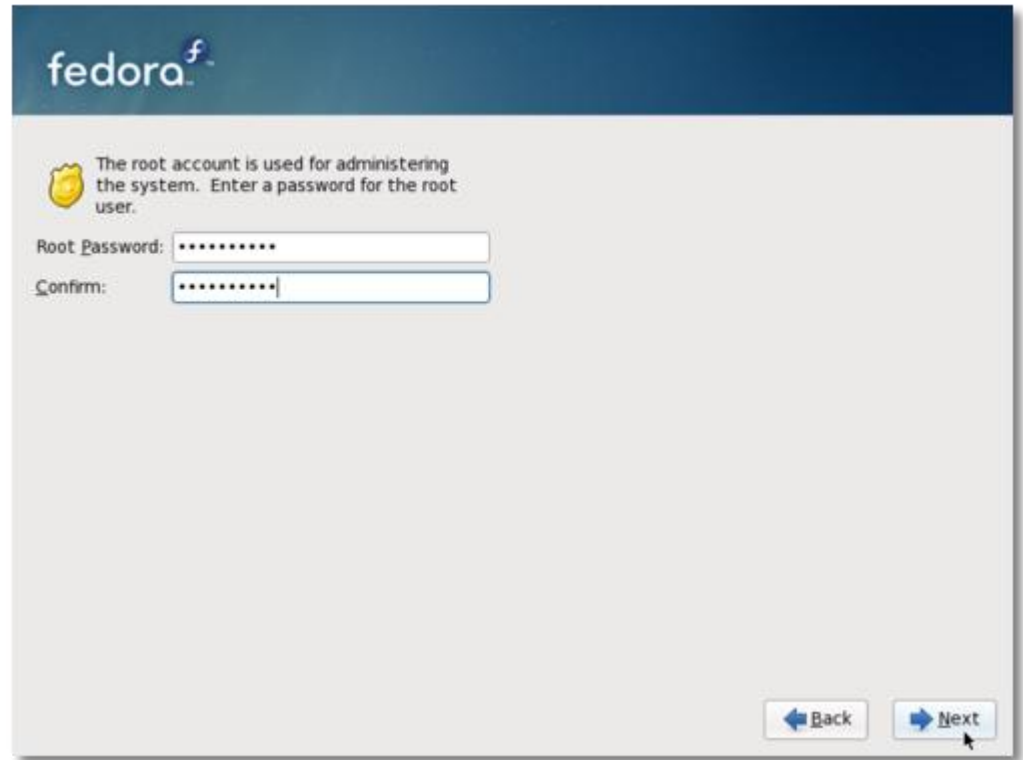 fedora
The root account is used for administering
the system.  Enter a password for the root
user.
Root Password: ••••••••••
Confirm: ••••••••••
Back
Next